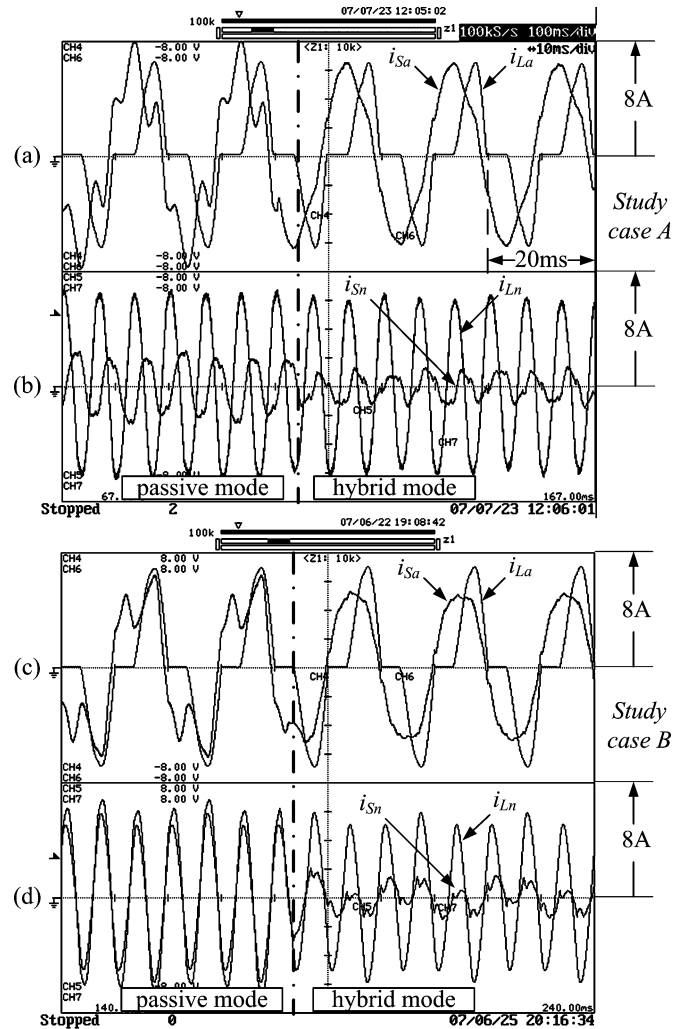 07/07/23 12:05:02
100k
z1
100kS/s 100ms/div
CH4 -8.00 V
CH6 -8.00 V
<Z1: 10k>
⇔10ms/div
iSa
iLa
8A
(a)
CH4
CH6
Study
case A
CH4 -8.00 V
CH6 -8.00 V
20ms
CH5 -8.00 V
CH7 -8.00 V
iSn
iLn
8A
(b)
CH5
CH7
CH5 -8.00 V
CH7
passive mode
hybrid mode
67.
167.00ms
Stopped 2 07/07/23 12:06:01
07/06/22 19:08:42
100k
z1
CH4 8.00 V
CH6 8.00 V
<Z1: 10k>
iSa
iLa
8A
(c)
CH6
Study
case B
CH4 -8.00 V
CH6 -8.00 V
CH5 8.00 V
CH7 8.00 V
iSn
iLn
8A
(d)
CH5
CH7
CH5 -8.00 V
CH7
passive mode
hybrid mode
140.
240.00ms
Stopped 0 07/06/25 20:16:34